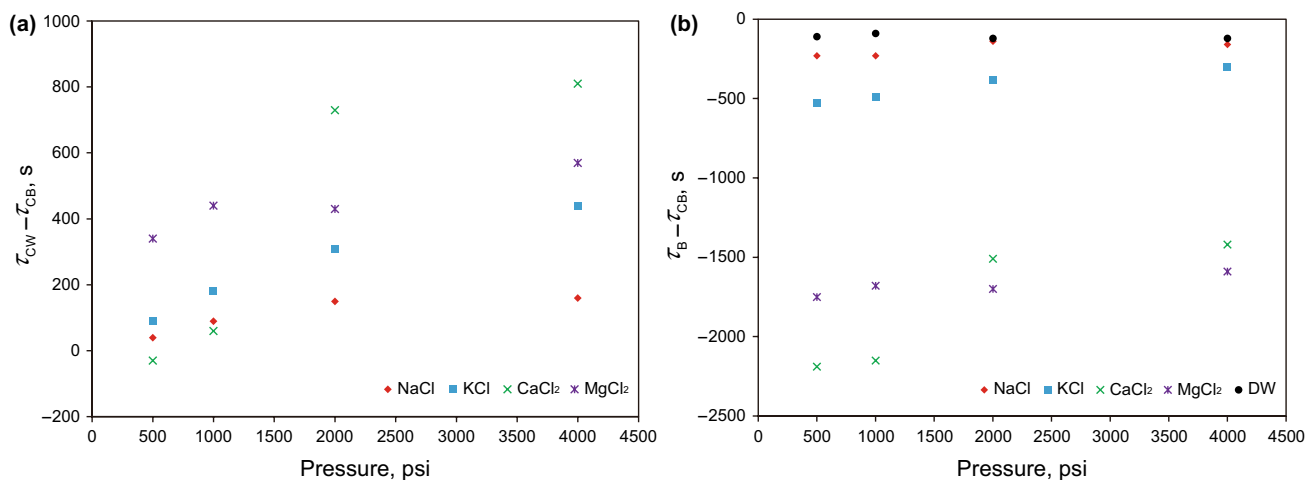 (a)
1000
800
600
400
200
0
−200
τCW − τCB, s
0 500 1000 1500 2000 2500 3000 3500 4000 4500
Pressure, psi
NaCl KCl CaCl2 MgCl2
(b)
0
−500
−1000
−1500
−2000
−2500
τB − τCB, s
0 500 1000 1500 2000 2500 3000 3500 4000 4500
Pressure, psi
NaCl KCl CaCl2 MgCl2 DW